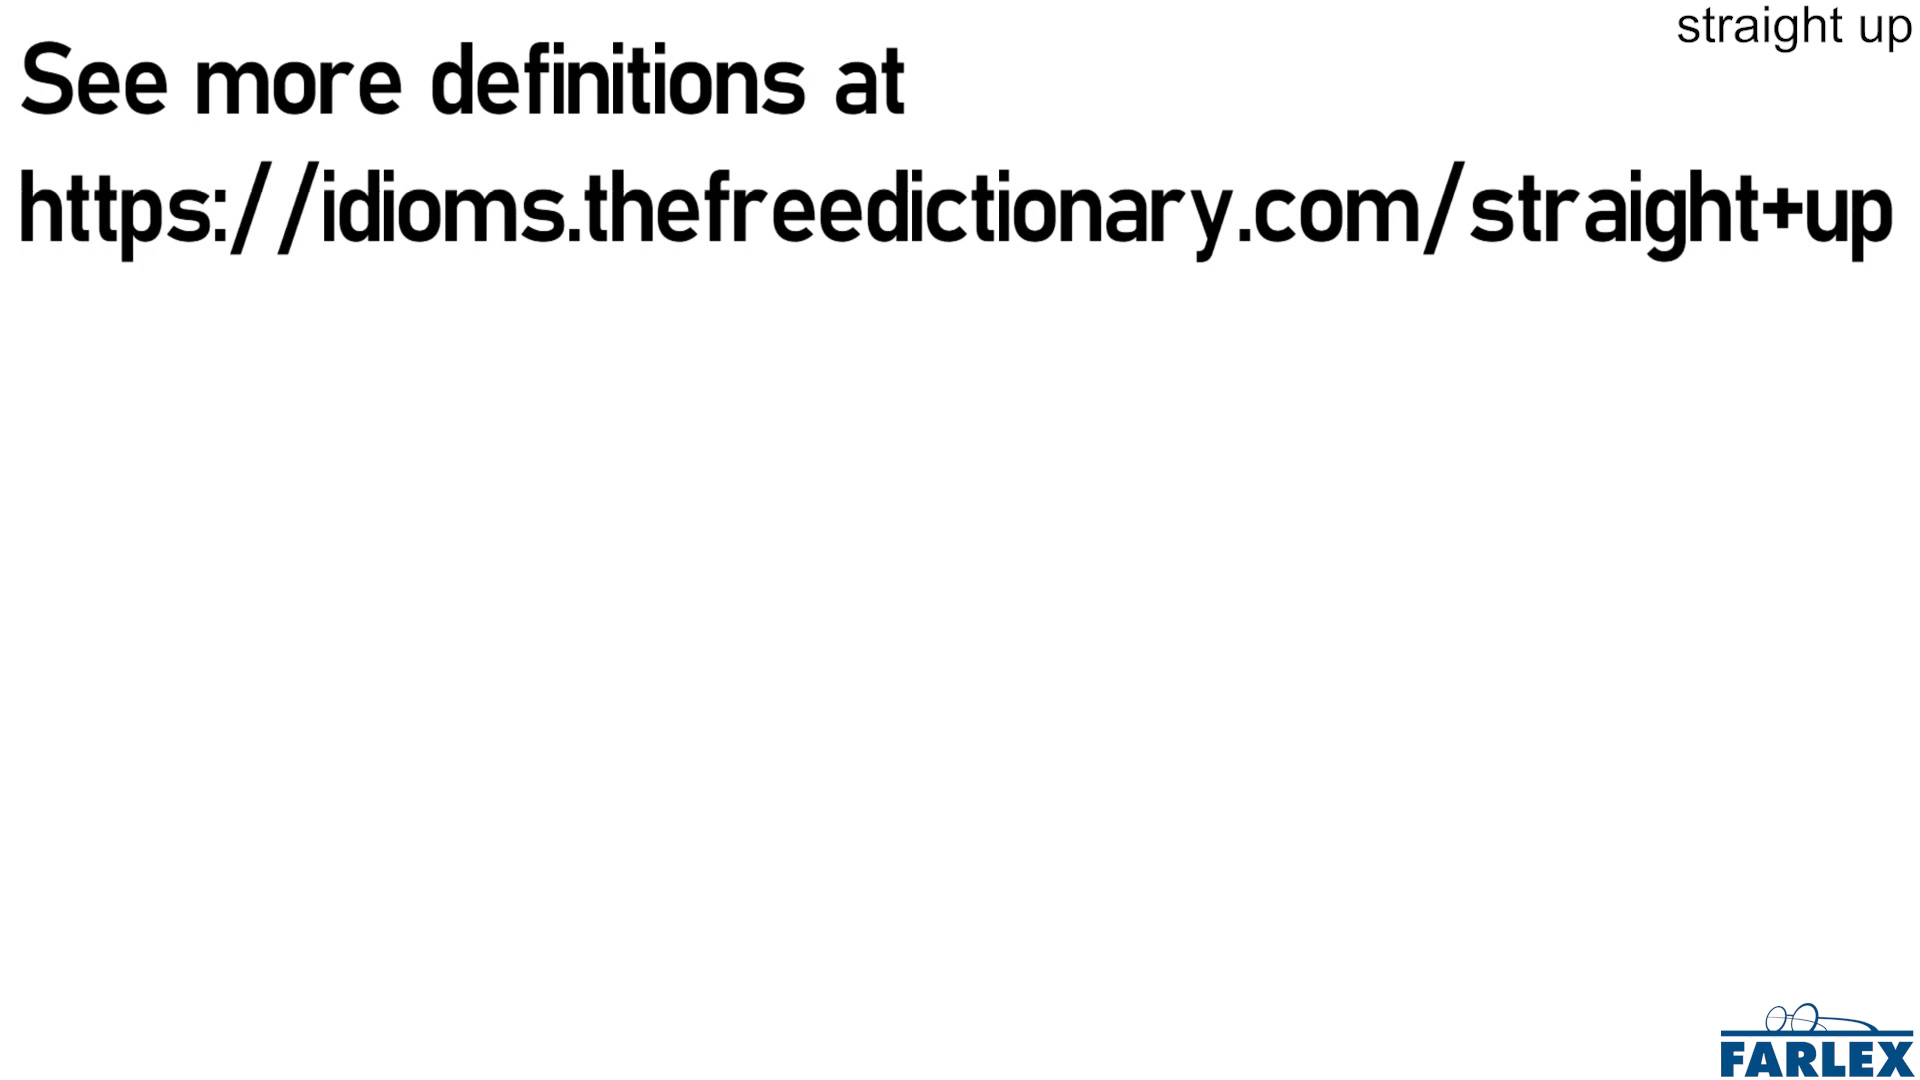 straight up
See more definitions at
https://idioms.thefreedictionary.com/straight+up
FARLEX